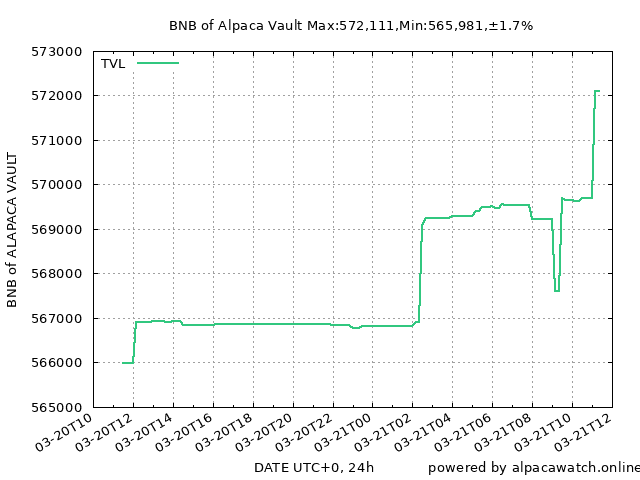 BNB of Alpaca Vault Max:572,111,Min:565,981,±1.7%
TVL
573000
572000
571000
570000
569000
568000
567000
566000
565000
BNB of ALAPACA VAULT
03-20T10
03-20T12
03-20T14
03-20T16
03-20T18
03-20T20
03-20T22
03-21T00
03-21T02
03-21T04
03-21T06
03-21T08
03-21T10
03-21T12
DATE UTC+0, 24h
powered by alpacawatch.online